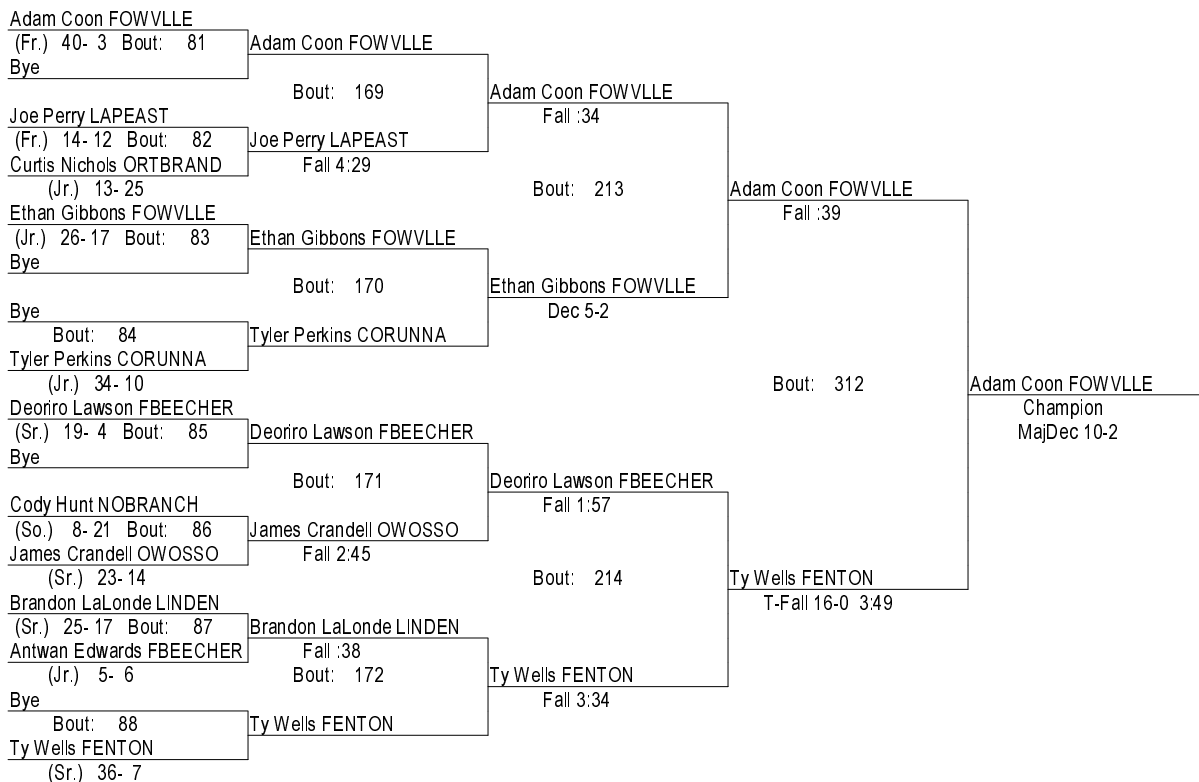 Adam Coon FOWVLLE
(Fr.) 40- 3 Bout: 81
Bye
Adam Coon FOWVLLE
Bout: 169
Joe Perry LAPEAST
(Fr.) 14- 12 Bout: 82
Curtis Nichols ORTBRAND
(Jr.) 13- 25
Joe Perry LAPEAST
Fall 4:29
Adam Coon FOWVLLE
Fall :34
Bout: 213
Ethan Gibbons FOWVLLE
(Jr.) 26- 17 Bout: 83
Bye
Ethan Gibbons FOWVLLE
Bout: 170
Bye
Bout: 84
Tyler Perkins CORUNNA
(Jr.) 34- 10
Tyler Perkins CORUNNA
Ethan Gibbons FOWVLLE
Dec 5-2
Adam Coon FOWVLLE
Fall :39
Bout: 312
Deoriro Lawson FBEECHER
(Sr.) 19- 4 Bout: 85
Bye
Deoriro Lawson FBEECHER
Bout: 171
Cody Hunt NOBRANCH
(So.) 8- 21 Bout: 86
James Crandell OWOSSO
(Sr.) 23- 14
James Crandell OWOSSO
Fall 2:45
Deoriro Lawson FBEECHER
Fall 1:57
Bout: 214
Brandon LaLonde LINDEN
(Sr.) 25- 17 Bout: 87
Antwan Edwards FBEECHER
(Jr.) 5- 6
Brandon LaLonde LINDEN
Fall :38
Bout: 172
Bye
Bout: 88
Ty Wells FENTON
(Sr.) 36- 7
Ty Wells FENTON
Ty Wells FENTON
Fall 3:34
Ty Wells FENTON
T-Fall 16-0 3:49
Adam Coon FOWVLLE
Champion
MajDec 10-2